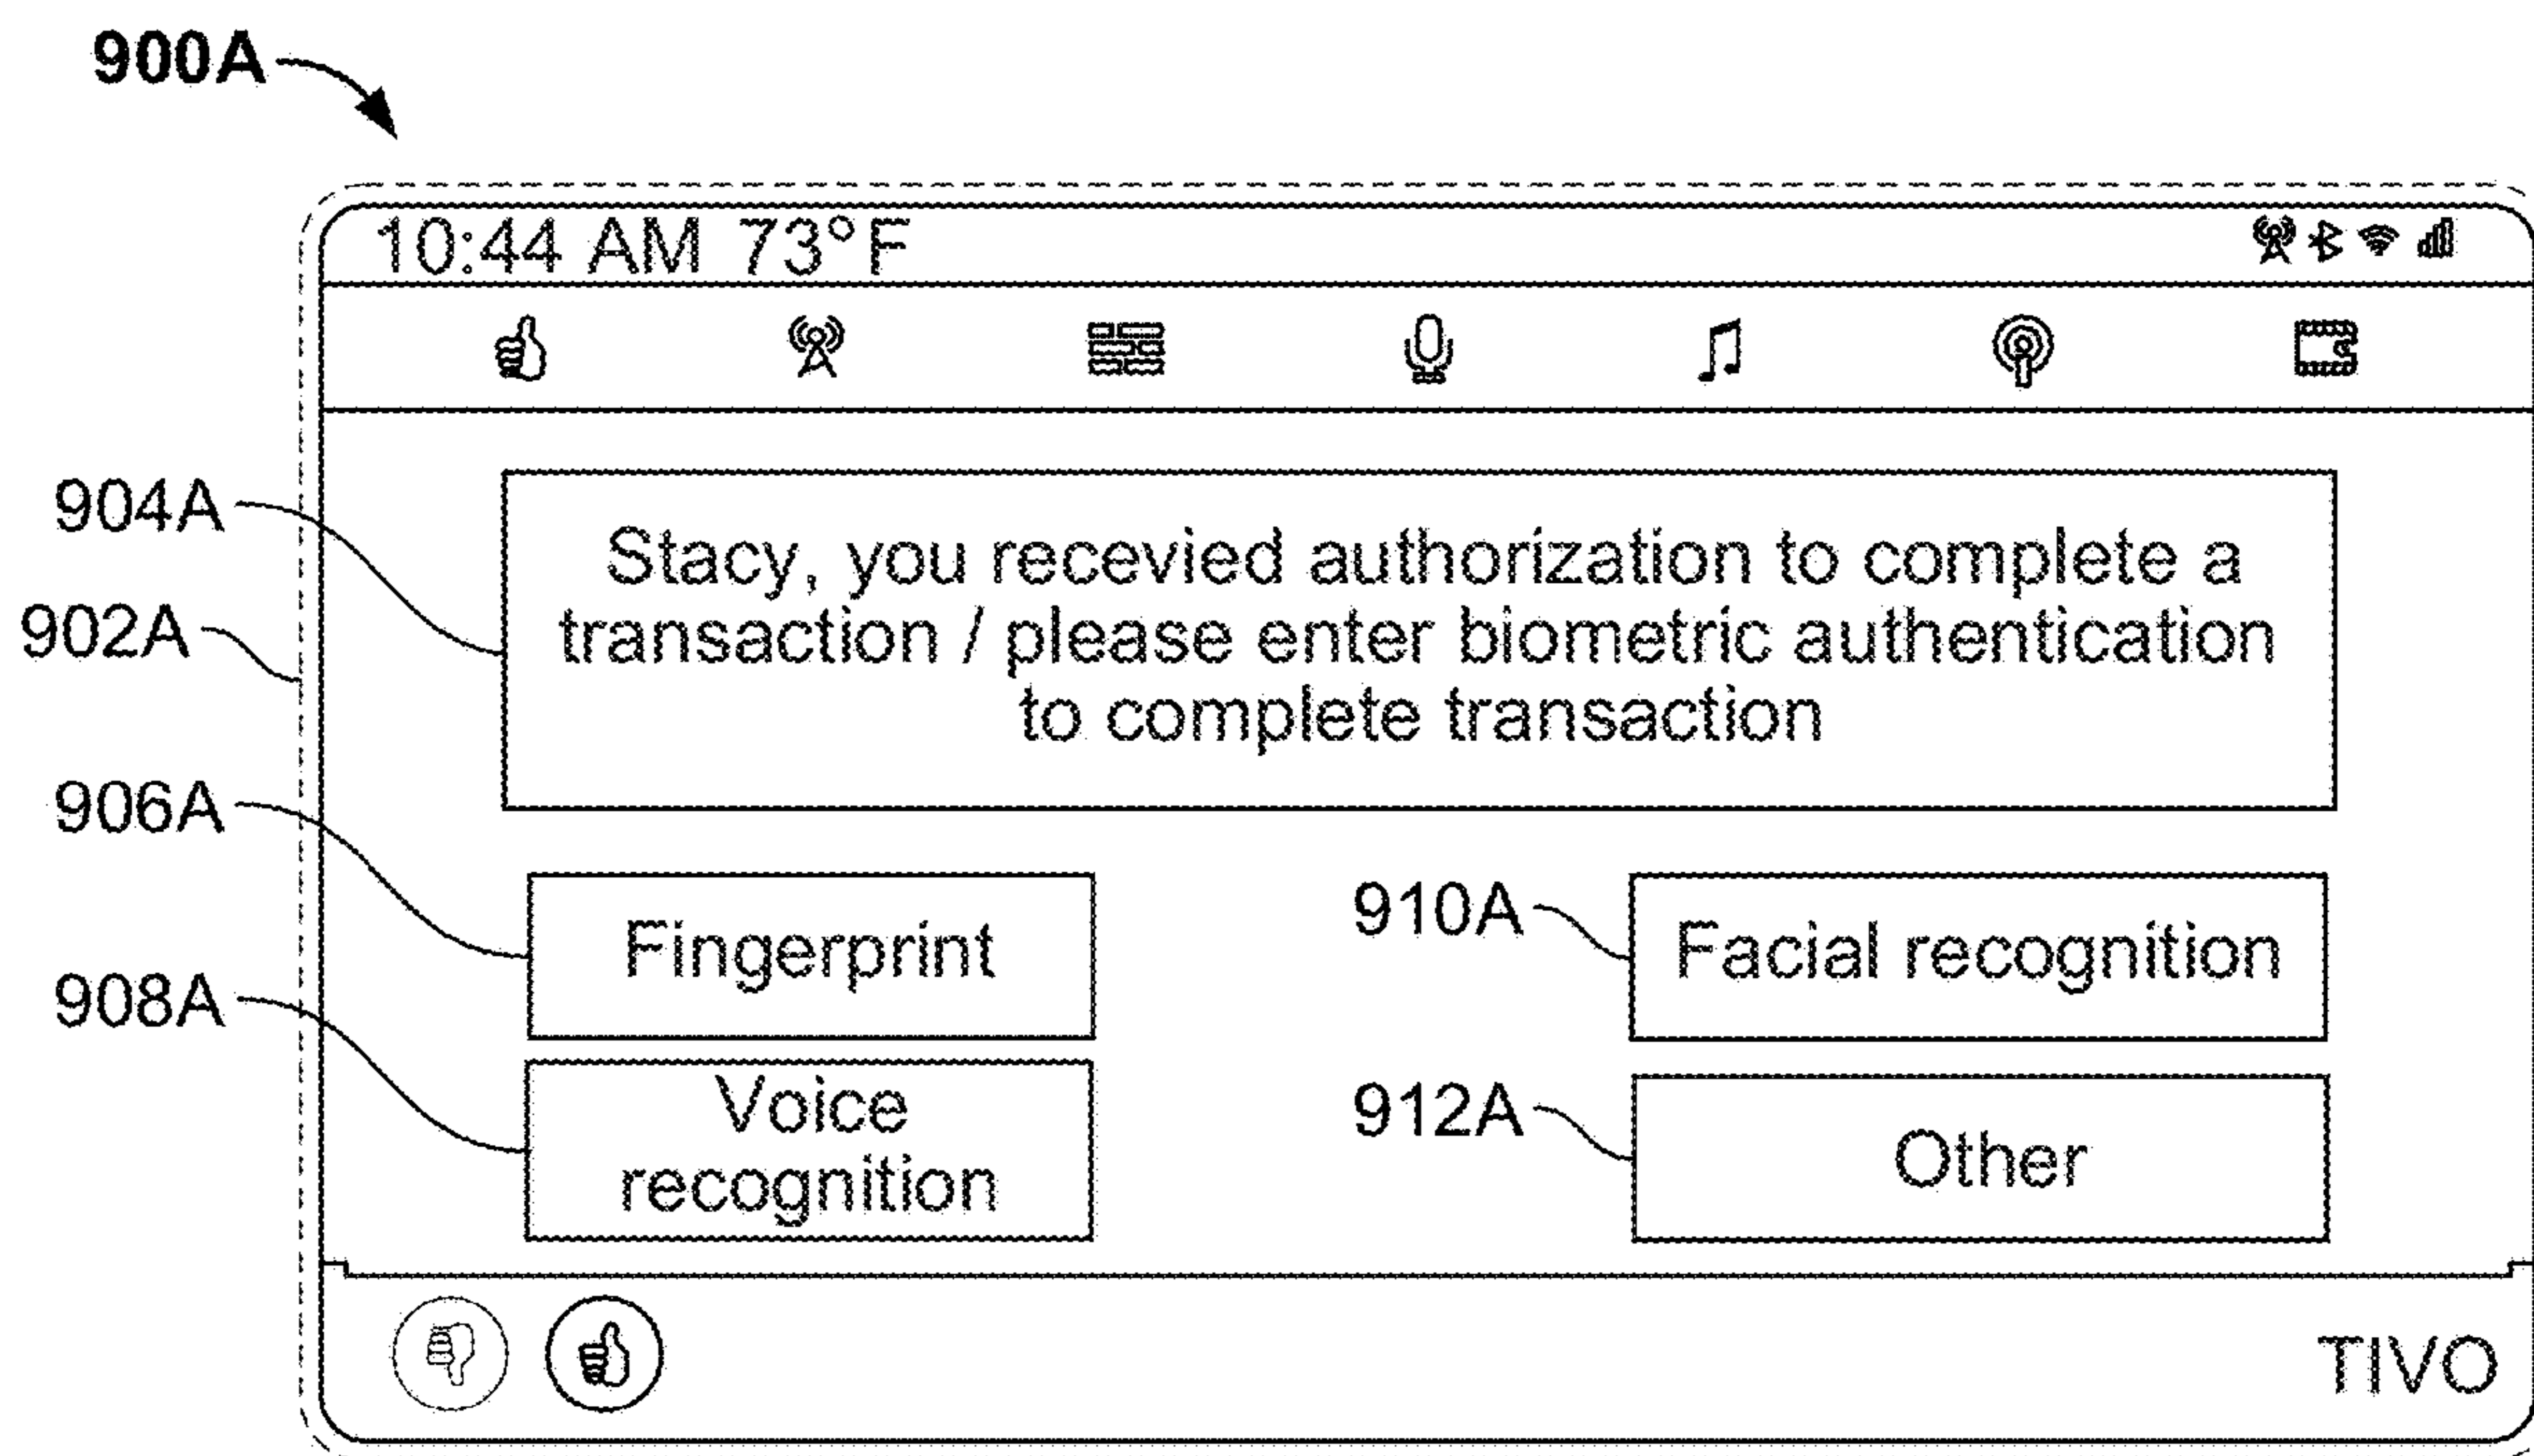 900A
10:44 AM 73°F
904A
Stacy, you recevied authorization to complete a
transaction / please enter biometric authentication
to complete transaction
902A
906A
Fingerprint
910A
Facial recognition
908A
Voice
recognition
912A
Other
TIVO